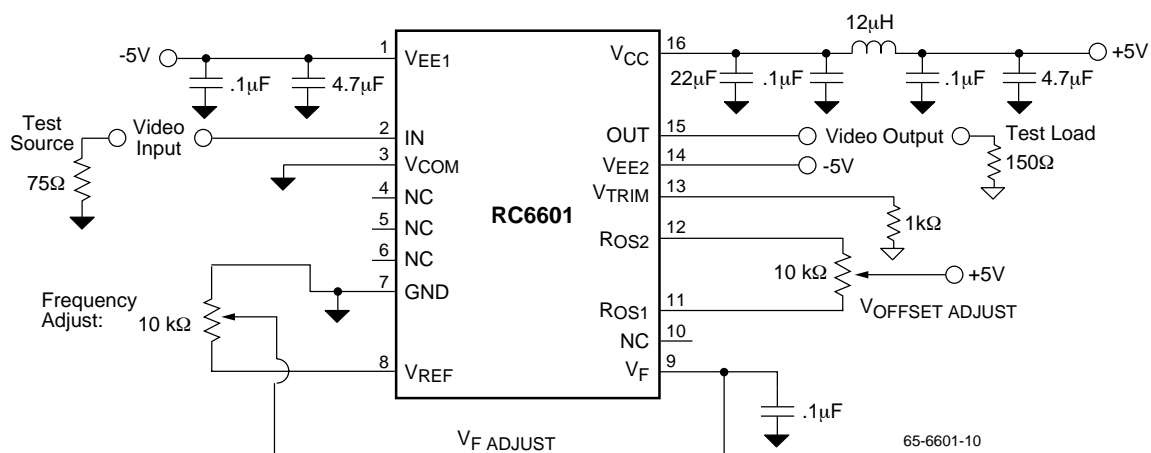 12µH
-5V
1
VEE1
.1µF
4.7µF
16
VCC
22µF
.1µF
.1µF
4.7µF
+5V
Test
Source
75Ω
Video
Input
2
IN
3
VCOM
4
NC
5
NC
6
NC
7
GND
8
VREF
RC6601
OUT
15
Video Output
Test Load
150Ω
VEE2
14
-5V
VTRIM
13
1kΩ
ROS2
12
10 kΩ
+5V
VOFFSET ADJUST
ROS1
11
NC
10
VF
9
.1µF
Frequency
Adjust:
10 kΩ
VF ADJUST
65-6601-10